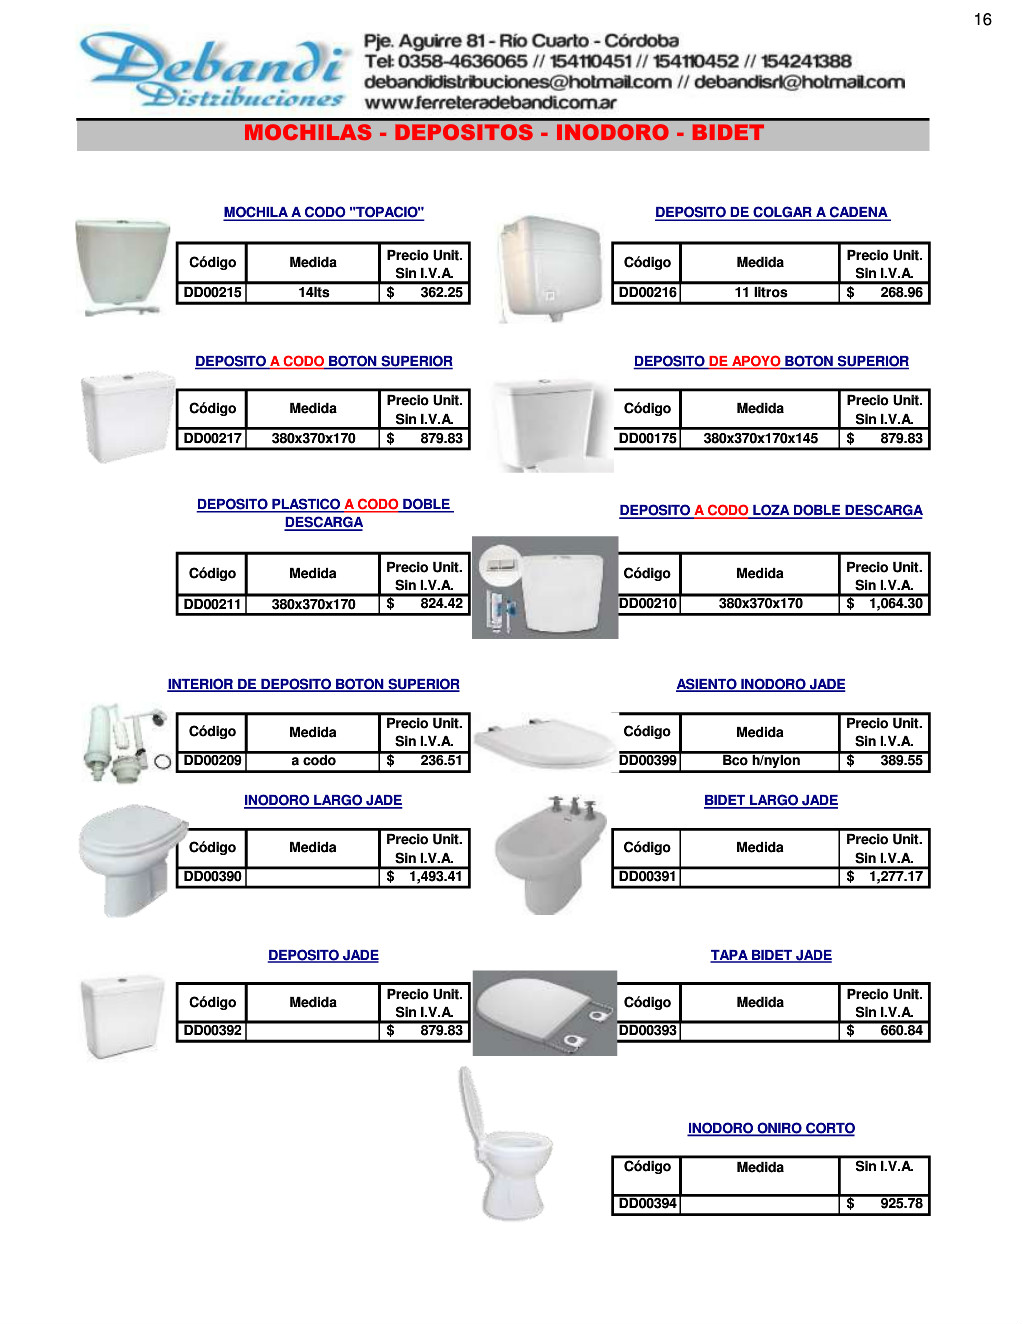 16
Debandi
Distribuciones
Pje. Aguirre 81 - Río Cuarto - Córdoba
Tel: 0358-4636065 // 154110451 // 154110452 // 154241388
debandidistribuciones@hotmail.com // debandisrl@hotmail.com
www.ferreteradebandi.com.ar
MOCHILAS - DEPOSITOS - INODORO - BIDET
MOCHILA A CODO "TOPACIO"
Código Medida Precio Unit. Sin I.V.A.
DD00215 14lts $ 362.25
DEPOSITO DE COLGAR A CADENA
Código Medida Precio Unit. Sin I.V.A.
DD00216 11 litros $ 268.96
DEPOSITO A CODO BOTON SUPERIOR
Código Medida Precio Unit. Sin I.V.A.
DD00217 380x370x170 $ 879.83
DEPOSITO DE APOYO BOTON SUPERIOR
Código Medida Precio Unit. Sin I.V.A.
DD00175 380x370x170x145 $ 879.83
DEPOSITO PLASTICO A CODO DOBLE
DESCARGA
Código Medida Precio Unit. Sin I.V.A.
DD00211 380x370x170 $ 824.42
DEPOSITO A CODO LOZA DOBLE DESCARGA
Código Medida Precio Unit. Sin I.V.A.
DD00210 380x370x170 $ 1,064.30
INTERIOR DE DEPOSITO BOTON SUPERIOR
Código Medida Precio Unit. Sin I.V.A.
DD00209 a codo $ 236.51
ASIENTO INODORO JADE
Código Medida Precio Unit. Sin I.V.A.
DD00399 Bco h/nylon $ 389.55
INODORO LARGO JADE
Código Medida Precio Unit. Sin I.V.A.
DD00390 $ 1,493.41
BIDET LARGO JADE
Código Medida Precio Unit. Sin I.V.A.
DD00391 $ 1,277.17
DEPOSITO JADE
Código Medida Precio Unit. Sin I.V.A.
DD00392 $ 879.83
TAPA BIDET JADE
Código Medida Precio Unit. Sin I.V.A.
DD00393 $ 660.84
INODORO ONIRO CORTO
Código Medida Sin I.V.A.
DD00394 $ 925.78